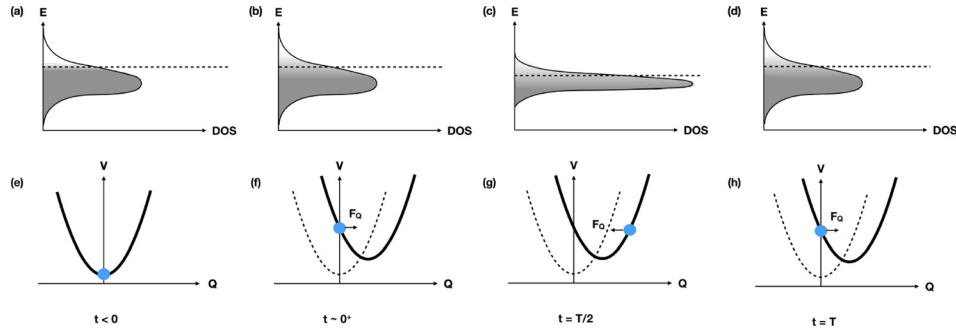 (a) E (b) E (c) E (d) E
DOS DOS DOS DOS
(e) V (f) V (g) V (h) V
F_Q F_Q F_Q
Q Q Q Q
t < 0 t ~ 0⁺ t = T/2 t = T